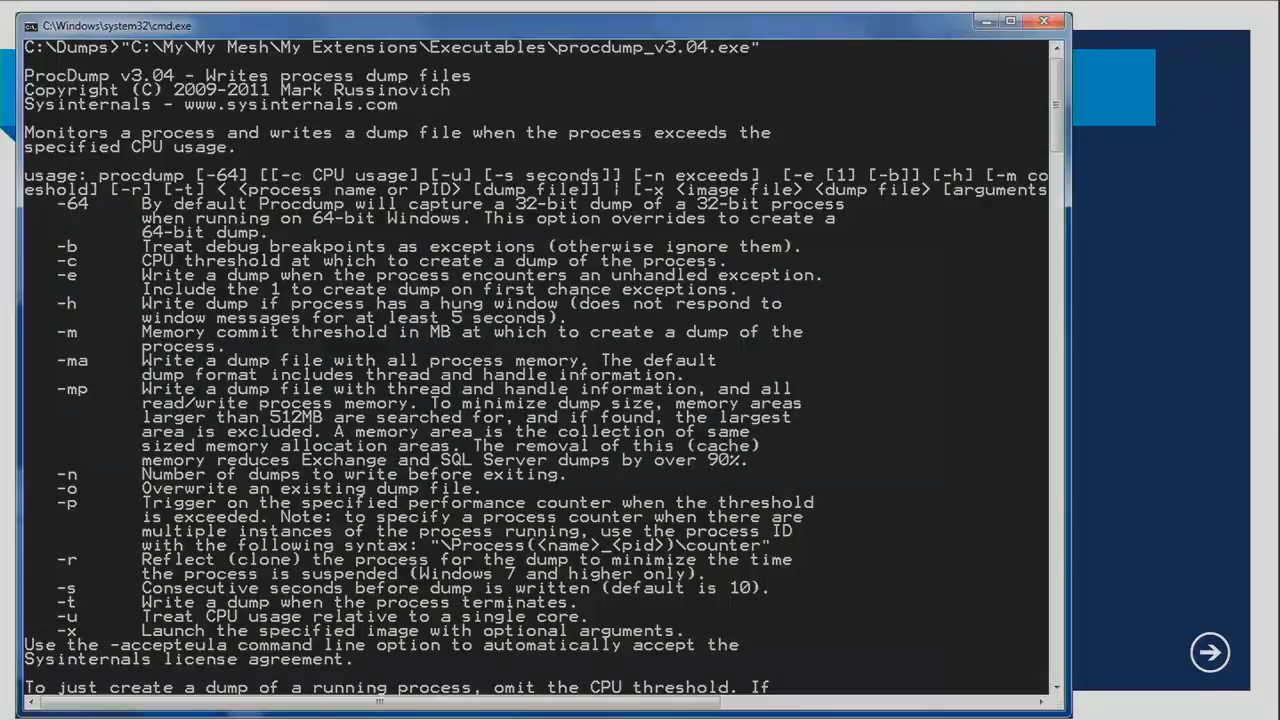 C:\Windows\system32\cmd.exe
C:\Dumps>"C:\My\My Mesh\My Extensions\Executables\procdump_v3.04.exe"
ProcDump v3.04 - Writes process dump files
Copyright (C) 2009-2011 Mark Russinovich
Sysinternals - www.sysinternals.com
Monitors a process and writes a dump file when the process exceeds the
specified CPU usage.
usage: procdump [-64] [[-c CPU usage] [-u] [-s seconds]] [-n exceeds]  [-e [1] [-b]] [-h] [-m co
eshold] [-r] [-t] < <process name or PID> [dump file]] | [-x <image file> <dump file> [arguments
-64 By default Procdump will capture a 32-bit dump of a 32-bit process
when running on 64-bit Windows. This option overrides to create a
64-bit dump.
-b Treat debug breakpoints as exceptions (otherwise ignore them).
-c CPU threshold at which to create a dump of the process.
-e Write a dump when the process encounters an unhandled exception.
Include the 1 to create dump on first chance exceptions.
-h Write dump if process has a hung window (does not respond to
window messages for at least 5 seconds).
-m Memory commit threshold in MB at which to create a dump of the
process.
-ma Write a dump file with all process memory. The default
dump format includes thread and handle information.
-mp Write a dump file with thread and handle information, and all
read/write process memory. To minimize dump size, memory areas
larger than 512MB are searched for, and if found, the largest
area is excluded. A memory area is the collection of same
sized memory allocation areas. The removal of this (cache)
memory reduces Exchange and SQL Server dumps by over 90%.
-n Number of dumps to write before exiting.
-o Overwrite an existing dump file.
-p Trigger on the specified performance counter when the threshold
is exceeded. Note: to specify a process counter when there are
multiple instances of the process running, use the process ID
with the following syntax: "\Process(<name>_<pid>)\counter"
-r Reflect (clone) the process for the dump to minimize the time
the process is suspended (Windows 7 and higher only).
-s Consecutive seconds before dump is written (default is 10).
-t Write a dump when the process terminates.
-u Treat CPU usage relative to a single core.
-x Launch the specified image with optional arguments.
Use the -accepteula command line option to automatically accept the
Sysinternals license agreement.
To just create a dump of a running process, omit the CPU threshold. If